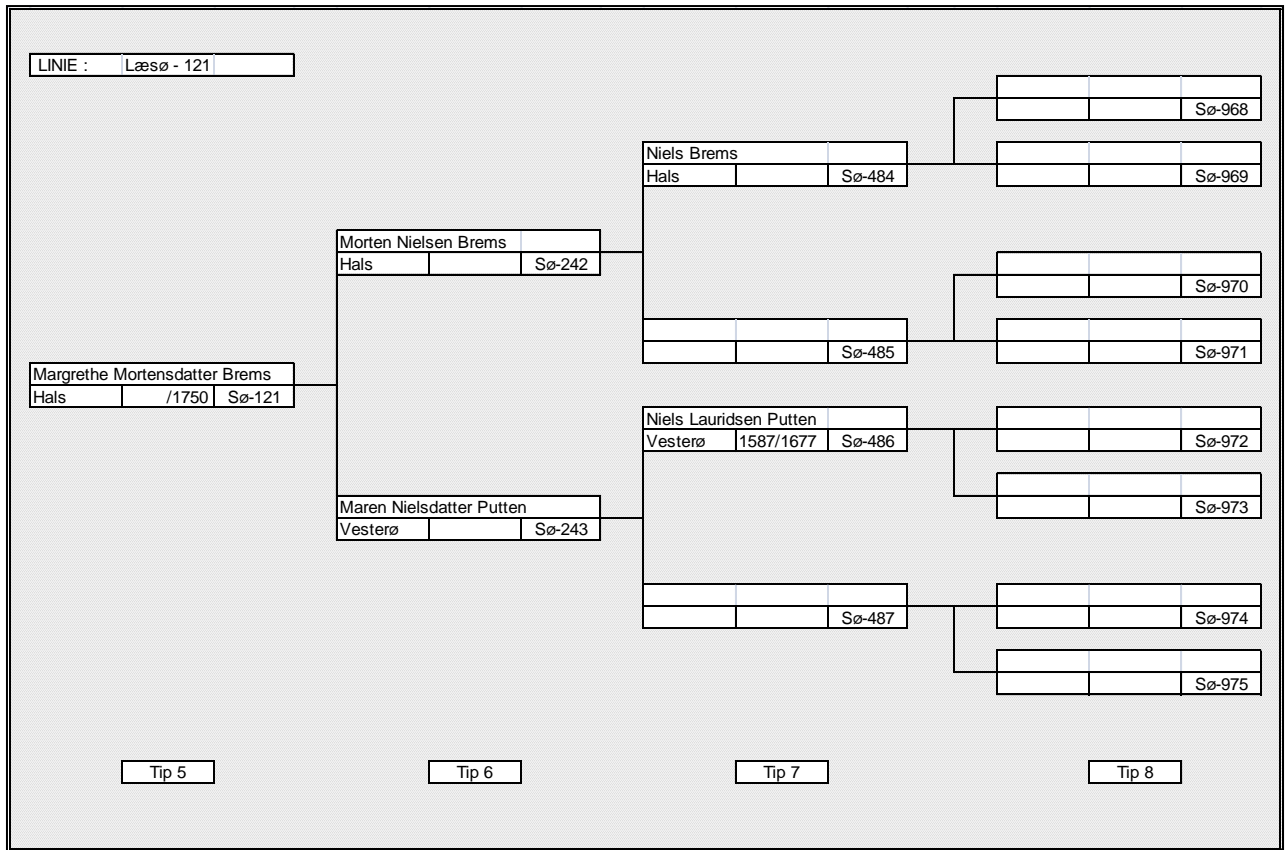 LINIE : Læsø - 121
Sø-968
Niels Brems
Hals Sø-484
Sø-969
Morten Nielsen Brems
Hals Sø-242
Sø-970
Sø-485
Sø-971
Margrethe Mortensdatter Brems
Hals /1750 Sø-121
Niels Lauridsen Putten
Vesterø 1587/1677 Sø-486
Sø-972
Sø-973
Maren Nielsdatter Putten
Vesterø Sø-243
Sø-487
Sø-974
Sø-975
Tip 5 Tip 6 Tip 7 Tip 8